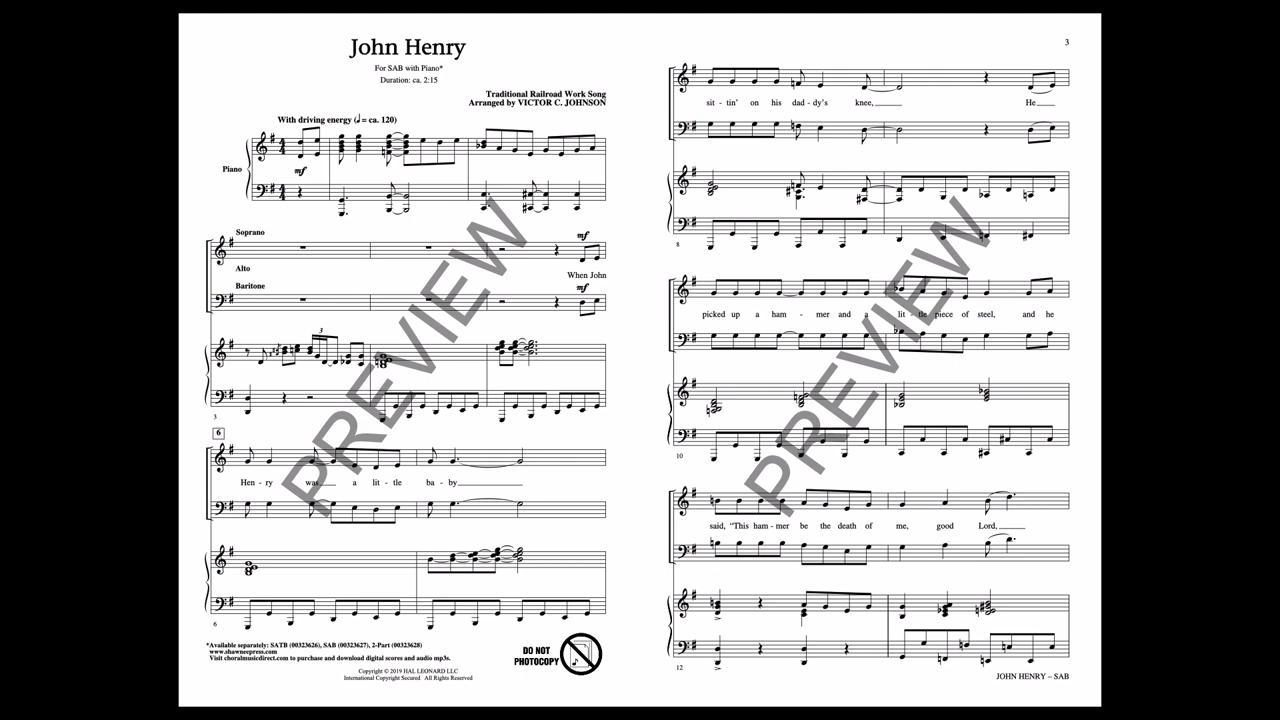 John Henry
For SAB with Piano*
Duration: ca. 2:15
Traditional Railroad Work Song
Arranged by VICTOR C. JOHNSON
With driving energy (♩ = ca. 120)
Piano
mf
Soprano
mf
Alto
When John
Baritone
mf
3
3
6
Hen - ry was a lit - tle ba - by
6
*Available separately: SATB (00323626), SAB (00323627), 2-Part (00323628)
www.shawneepress.com
Visit choralmusicdirect.com to purchase and download digital scores and audio mp3s.
DO NOT
PHOTOCOPY
Copyright © 2019 HAL LEONARD LLC
International Copyright Secured All Rights Reserved
PREVIEW
3
sit - tin' on his dad - dy's knee, He
8
picked up a ham - mer and a lit - tle piece of steel, and he
10
said, “This ham - mer be the death of me, good Lord,
12
JOHN HENRY – SAB
PREVIEW